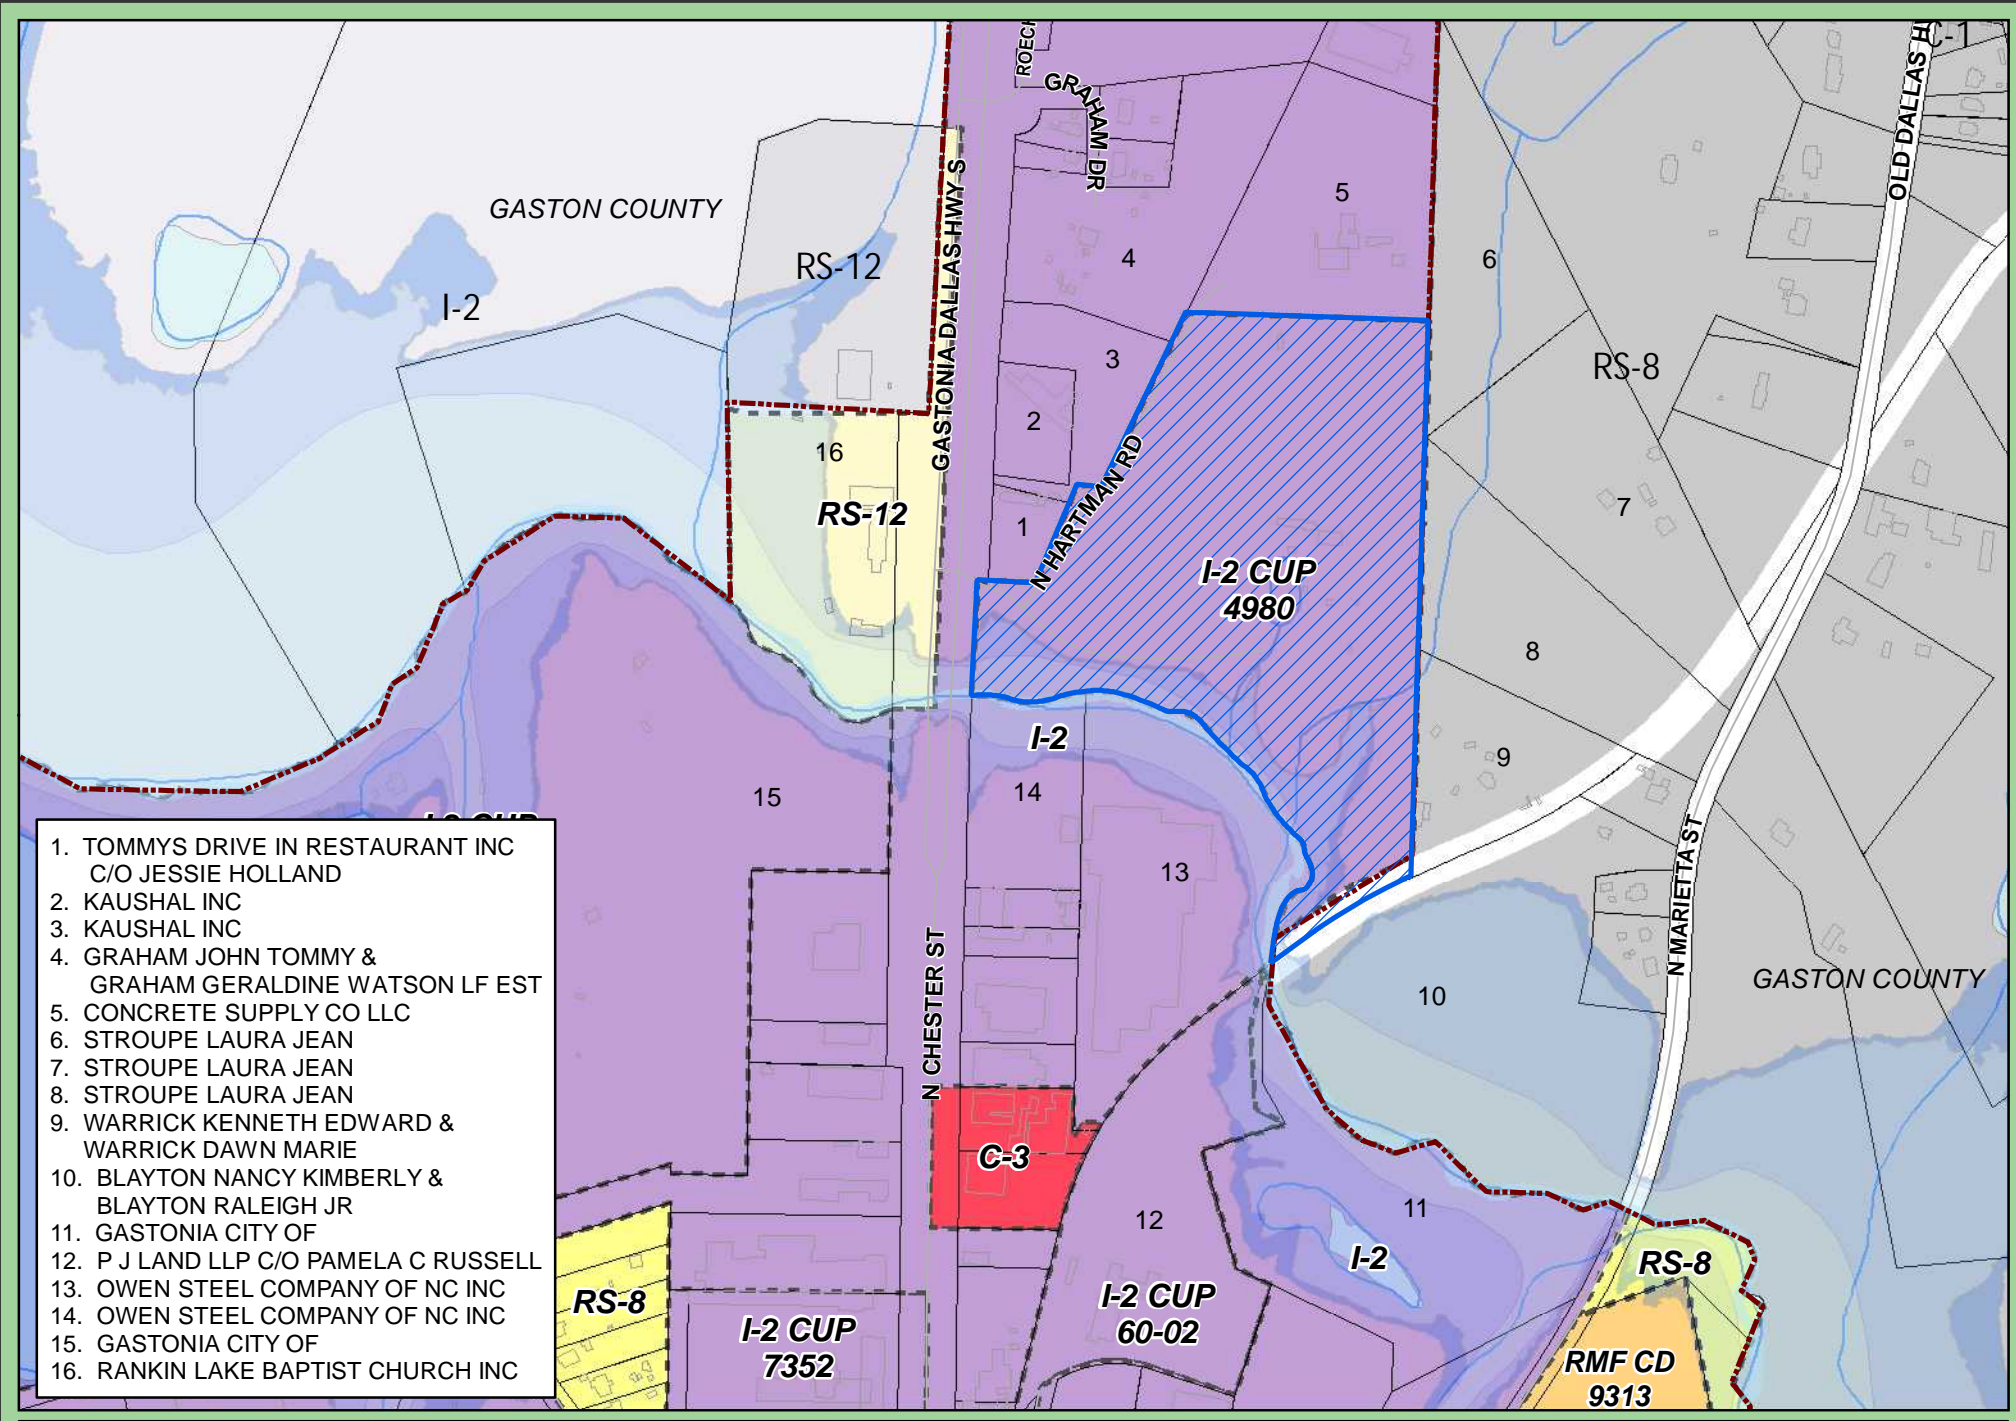 C-1
ROECH
GRAHAM DR
OLD DALLAS H
GASTONIA DALLAS HWY S
5
GASTON COUNTY
4
6
RS-12
I-2
3
RS-8
2
16
RS-12
N HARTMAN RD
7
1
I-2 CUP
4980
8
I-2
9
15
14
13
N MARIETTA ST
GASTON COUNTY
10
N CHESTER ST
C-3
11
12
I-2
RS-8
RS-8
I-2 CUP
60-02
I-2 CUP
7352
RMF CD
9313
1. TOMMYS DRIVE IN RESTAURANT INC
C/O JESSIE HOLLAND
2. KAUSHAL INC
3. KAUSHAL INC
4. GRAHAM JOHN TOMMY &
GRAHAM GERALDINE WATSON LF EST
5. CONCRETE SUPPLY CO LLC
6. STROUPE LAURA JEAN
7. STROUPE LAURA JEAN
8. STROUPE LAURA JEAN
9. WARRICK KENNETH EDWARD &
WARRICK DAWN MARIE
10. BLAYTON NANCY KIMBERLY &
BLAYTON RALEIGH JR
11. GASTONIA CITY OF
12. P J LAND LLP C/O PAMELA C RUSSELL
13. OWEN STEEL COMPANY OF NC INC
14. OWEN STEEL COMPANY OF NC INC
15. GASTONIA CITY OF
16. RANKIN LAKE BAPTIST CHURCH INC